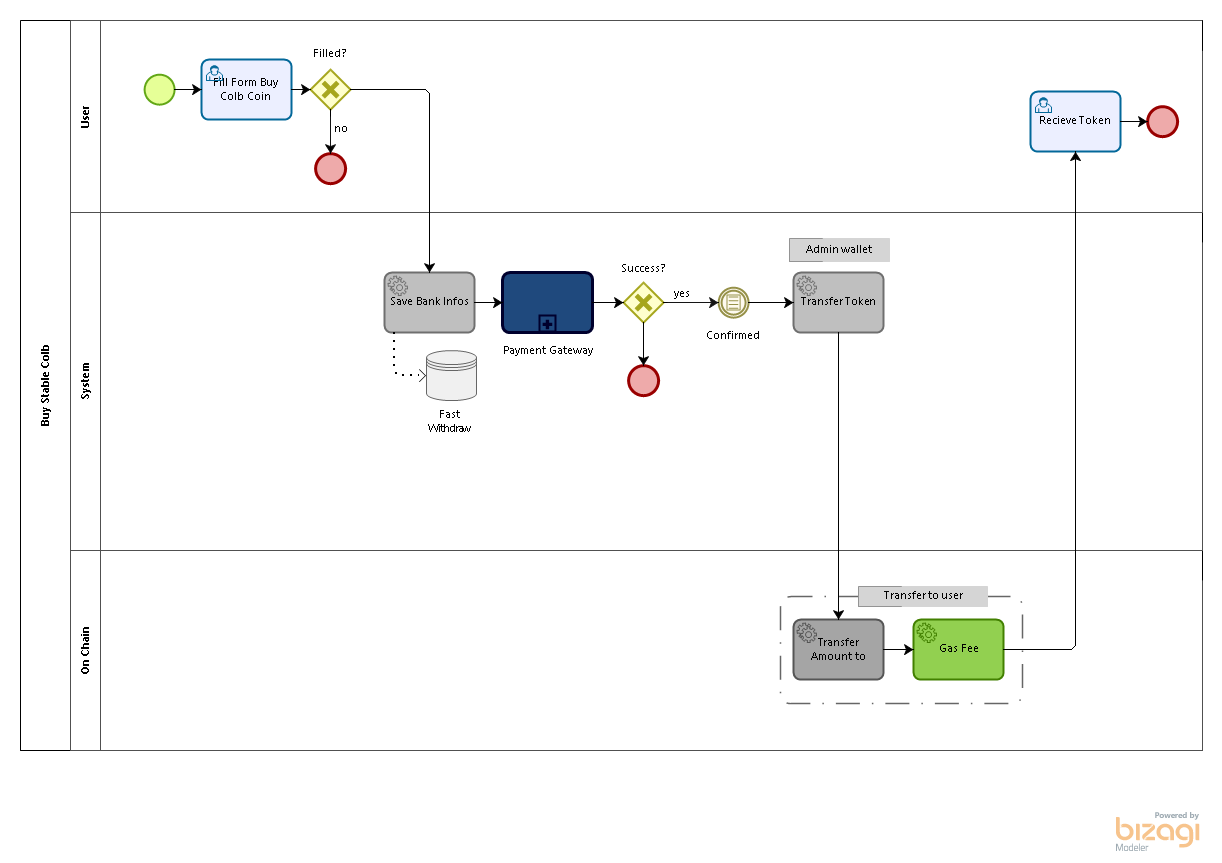 Buy Stable Colb
User
Filled?
Fill Form Buy
Colb Coin
no
Recieve Token
System
Admin wallet
Success?
Save Bank Infos
yes
Transfer Token
Confirmed
Payment Gateway
Fast
Withdraw
On Chain
Transfer to user
Transfer
Amount to
Gas Fee
Powered by
bizagi
Modeler